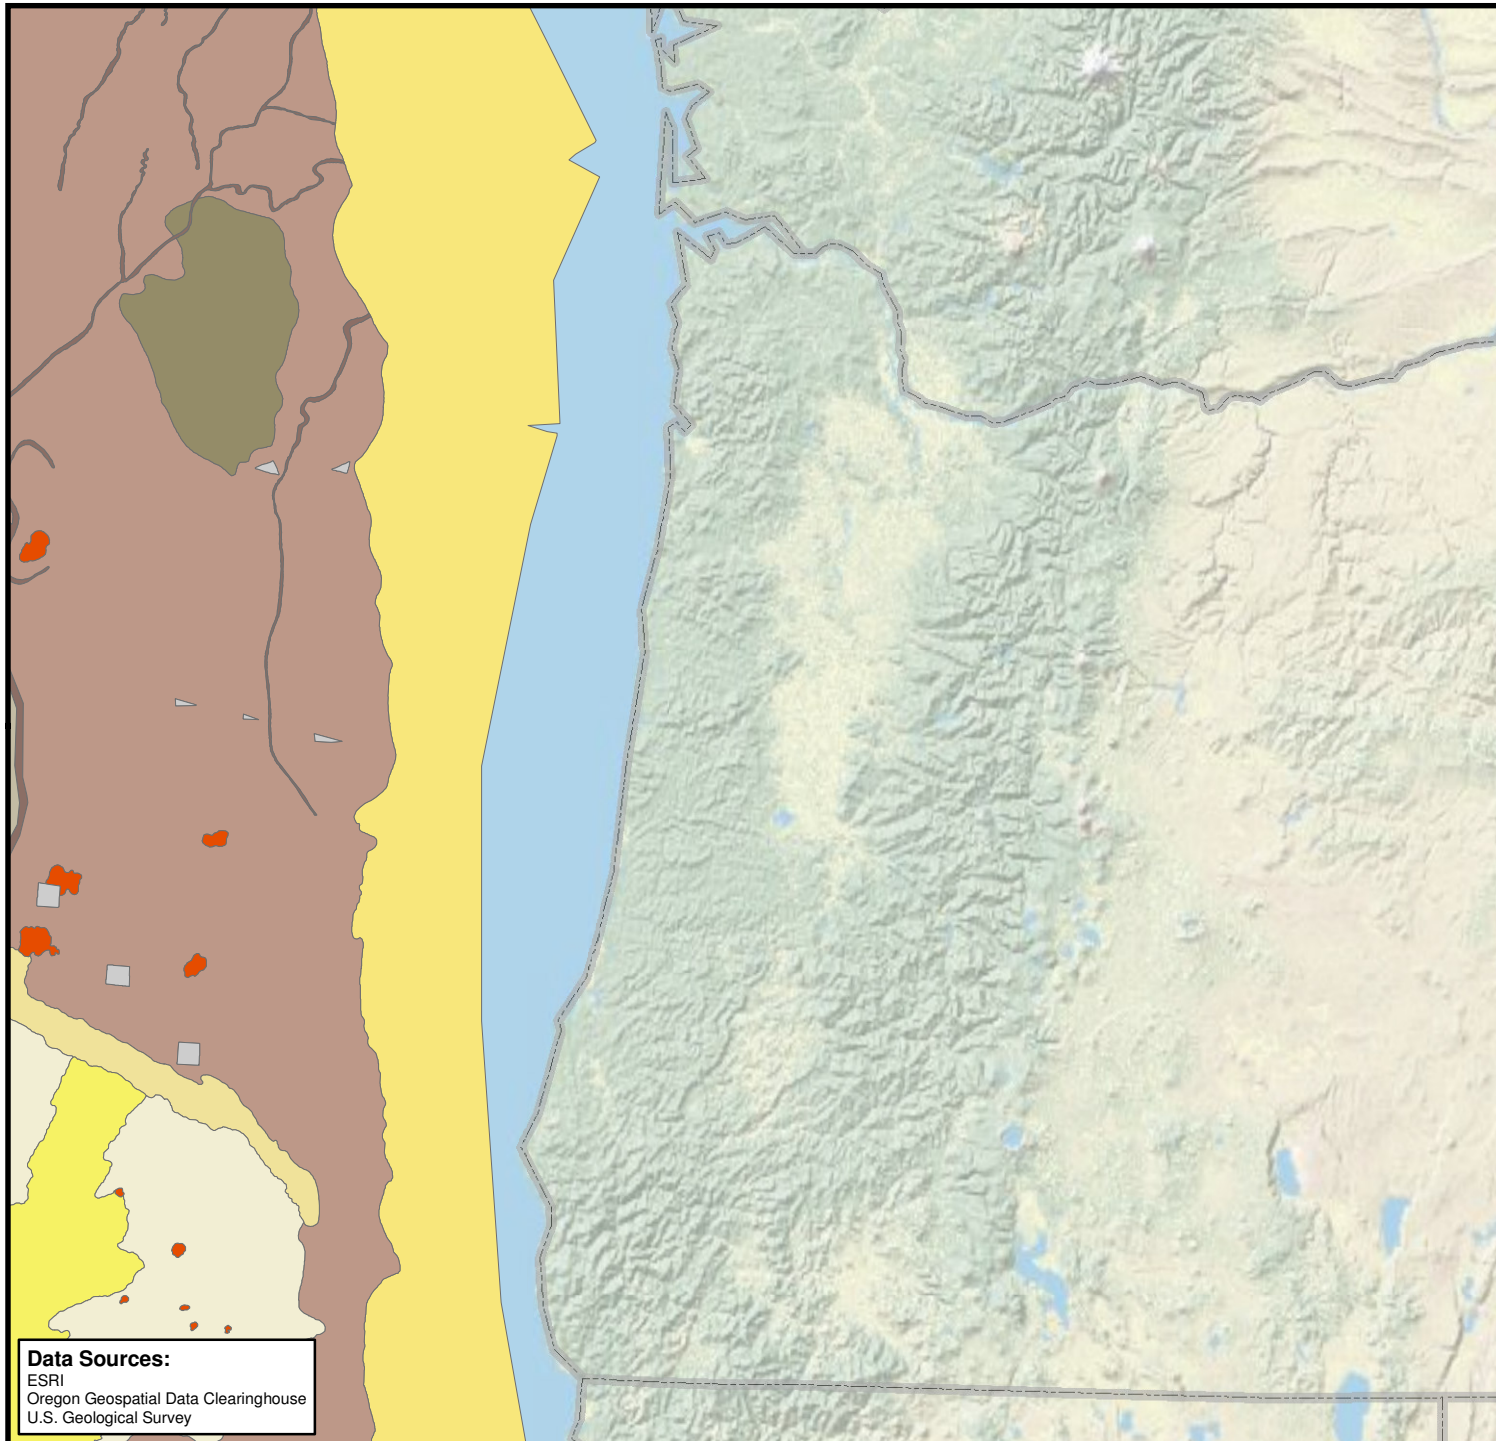 Data Sources:
ESRI
Oregon Geospatial Data Clearinghouse
U.S. Geological Survey